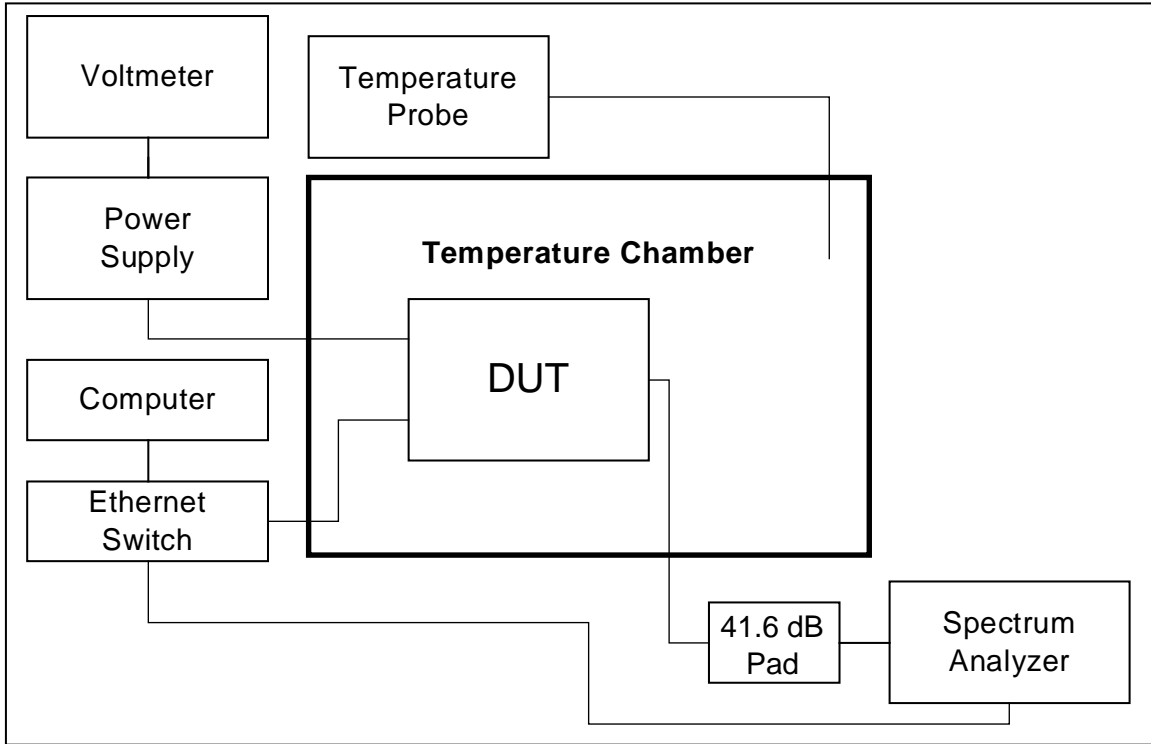 Voltmeter
Temperature
Probe
Power
Supply
Temperature Chamber
DUT
Computer
Ethernet
Switch
41.6 dB
Pad
Spectrum
Analyzer